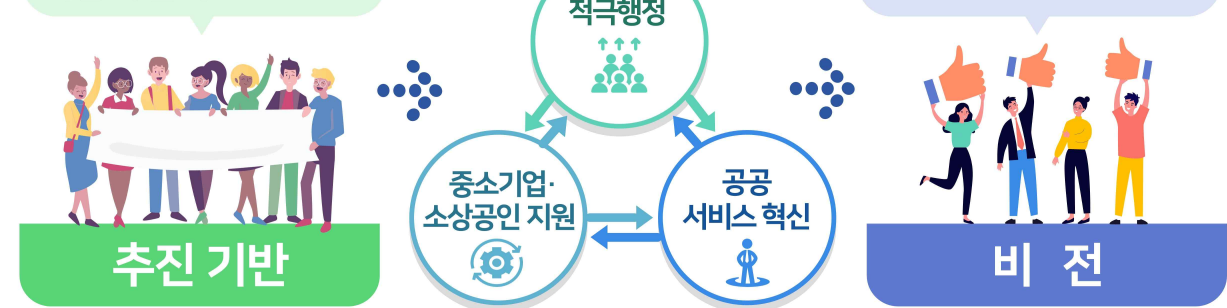 적극행정
중소기업·
소상공인 지원
공공
서비스 혁신
추진 기반
비 전